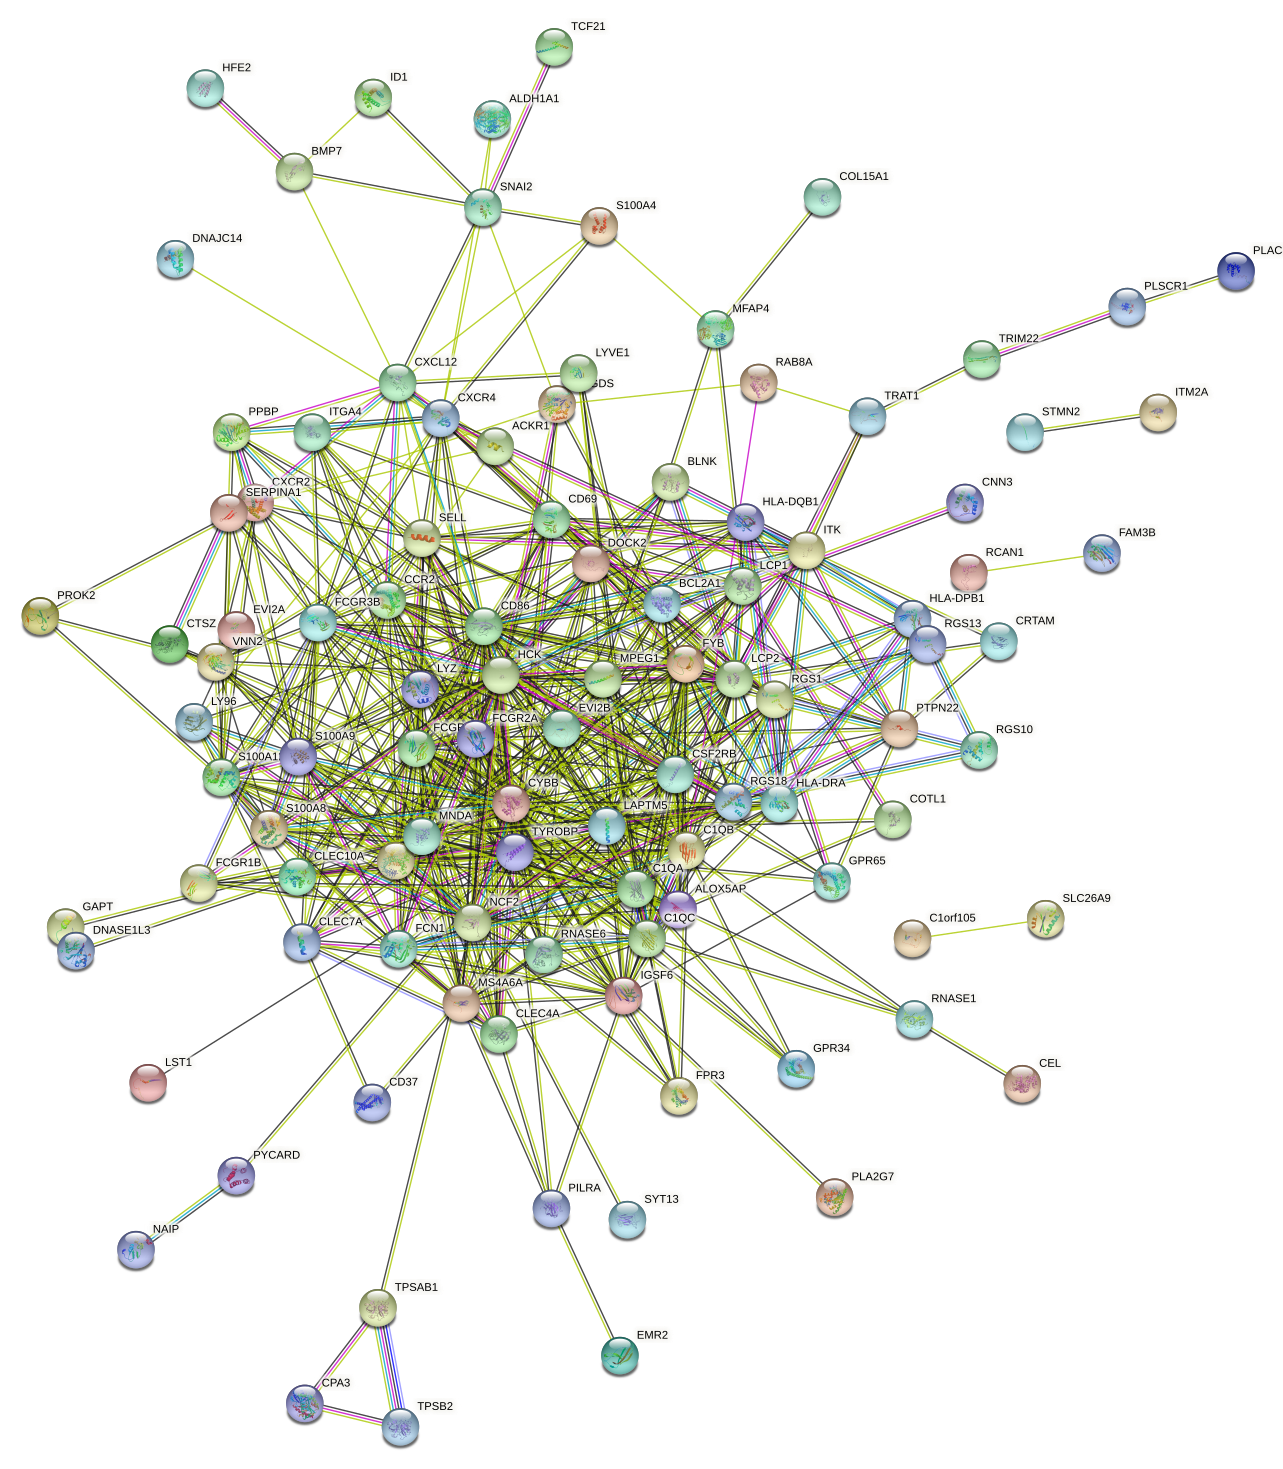 TCF21
HFE2
ID1
ALDH1A1
BMP7
SNAI2
COL15A1
S100A4
DNAJC14
PLAC
PLSCR1
MFAP4
TRIM22
LYVE1
CXCL12
RAB8A
GDS
TRAT1
ITM2A
CXCR4
STMN2
PPBP
ITGA4
ACKR1
BLNK
CXCR2
SERPINA1
CD69
HLA-DQB1
CNN3
SELL
ITK
DOCK2
FAM3B
RCAN1
LCP1
BCL2A1
CCR2
PROK2
FCGR3B
CD86
HLA-DPB1
EVI2A
CTSZ
RGS13
CRTAM
VNN2
FYB
HCK
MPEG1
LCP2
LYZ
RGS1
LY96
EVI2B
FCGR2A
PTPN22
S100A9
FCGR
RGS10
S100A1
CSF2RB
CYBB
RGS18
HLA-DRA
COTL1
S100A8
MNDA
LAPTM5
TYROBP
C1QB
CLEC10A
FCGR1B
GPR65
C1QA
ALOX5AP
GAPT
NCF2
C1QC
SLC26A9
C1orf105
DNASE1L3
CLEC7A
FCN1
RNASE6
IGSF6
MS4A6A
RNASE1
CLEC4A
GPR34
LST1
CEL
FPR3
CD37
PYCARD
PLA2G7
PILRA
SYT13
NAIP
TPSAB1
EMR2
CPA3
TPSB2